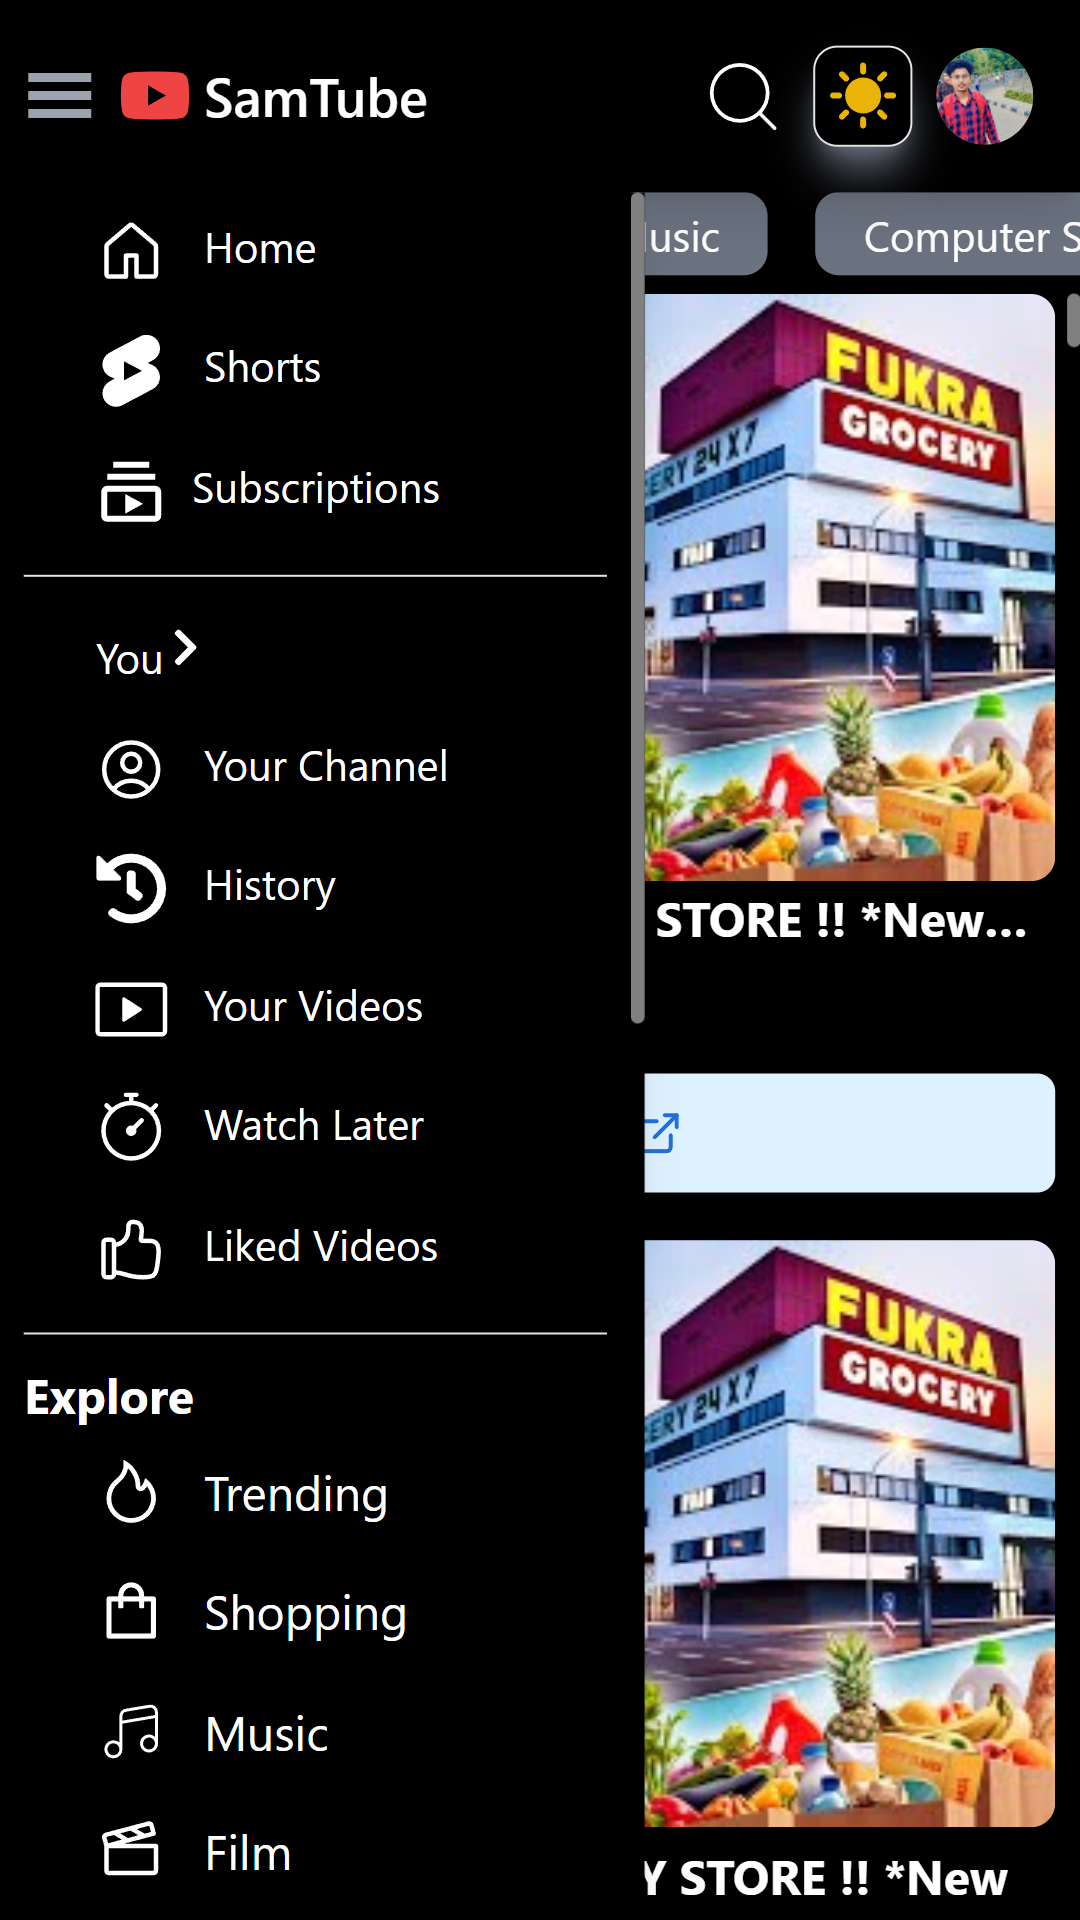 SamTube
Home
Shorts
Subscriptions
You
Your Channel
History
Your Videos
Watch Later
Liked Videos
Explore
Trending
Shopping
Music
Film
usic
Computer S
FUKRA
GROCERY
ERY 24 X 7
STORE !! *New...
FUKRA
GROCERY
ERY 24 X 7
Y STORE !! *New